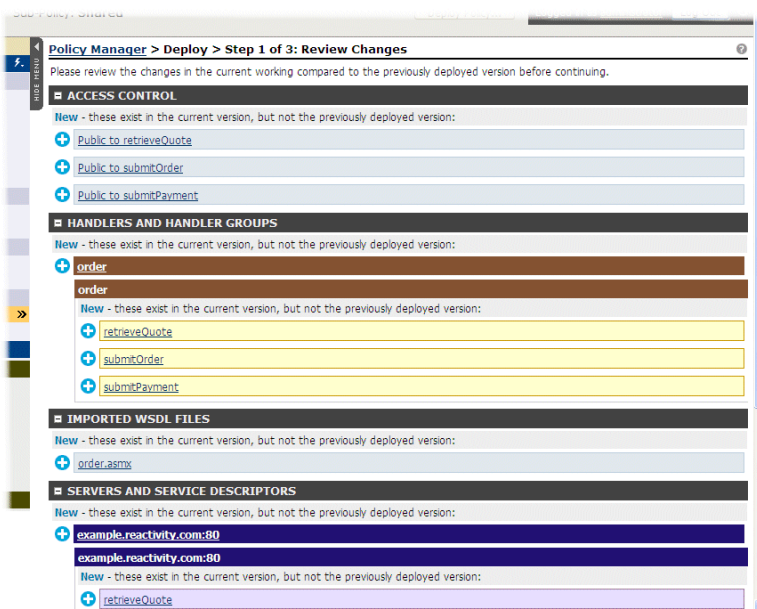 Sub-Policy: Shared
Policy Manager > Deploy > Step 1 of 3: Review Changes
HIDE MENU
Please review the changes in the current working compared to the previously deployed version before continuing.
ACCESS CONTROL
New - these exist in the current version, but not the previously deployed version:
Public to retrieveQuote
Public to submitOrder
Public to submitPayment
HANDLERS AND HANDLER GROUPS
New - these exist in the current version, but not the previously deployed version:
order
order
New - these exist in the current version, but not the previously deployed version:
retrieveQuote
submitOrder
submitPayment
IMPORTED WSDL FILES
New - these exist in the current version, but not the previously deployed version:
order.asmx
SERVERS AND SERVICE DESCRIPTORS
New - these exist in the current version, but not the previously deployed version:
example.reactivity.com:80
example.reactivity.com:80
New - these exist in the current version, but not the previously deployed version:
retrieveQuote